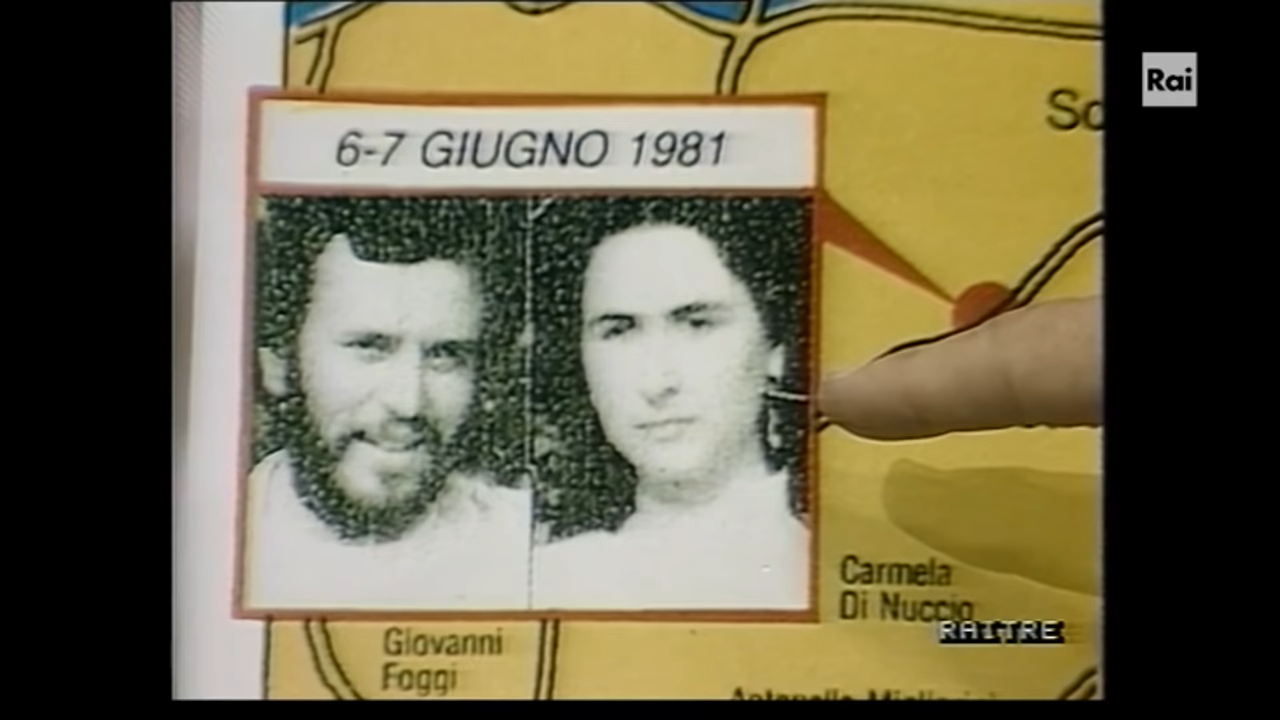 Rai
So
6-7 GIUGNO 1981
Carmela
Di Nuccio
RAITRE
Giovanni
Foggi